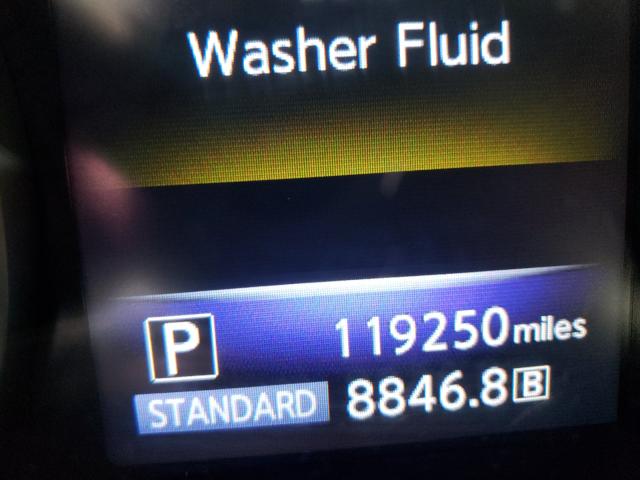 Washer Fluid
P 119250 miles
STANDARD 8846.8 B